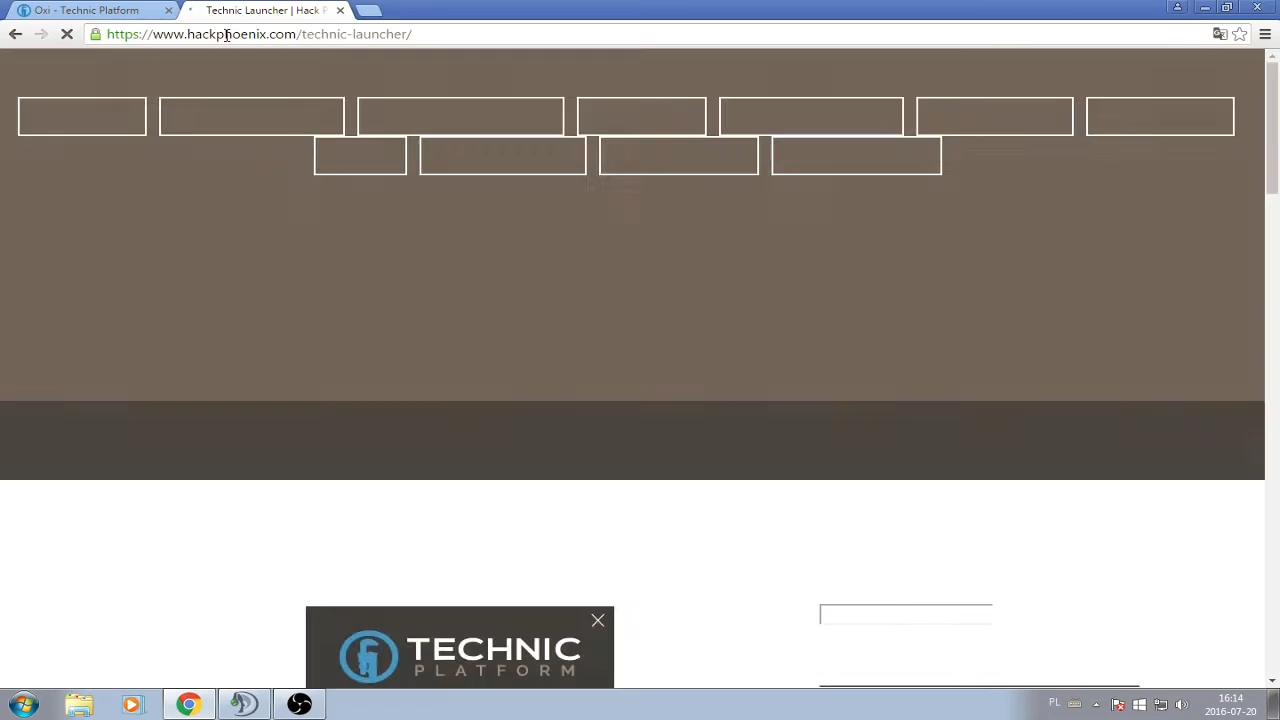 Oxi - Technic Platform
Technic Launcher | Hack P
https://www.hackphoenix.com/technic-launcher/
TECHNIC
PLATFORM
PL
16:14
2016-07-20